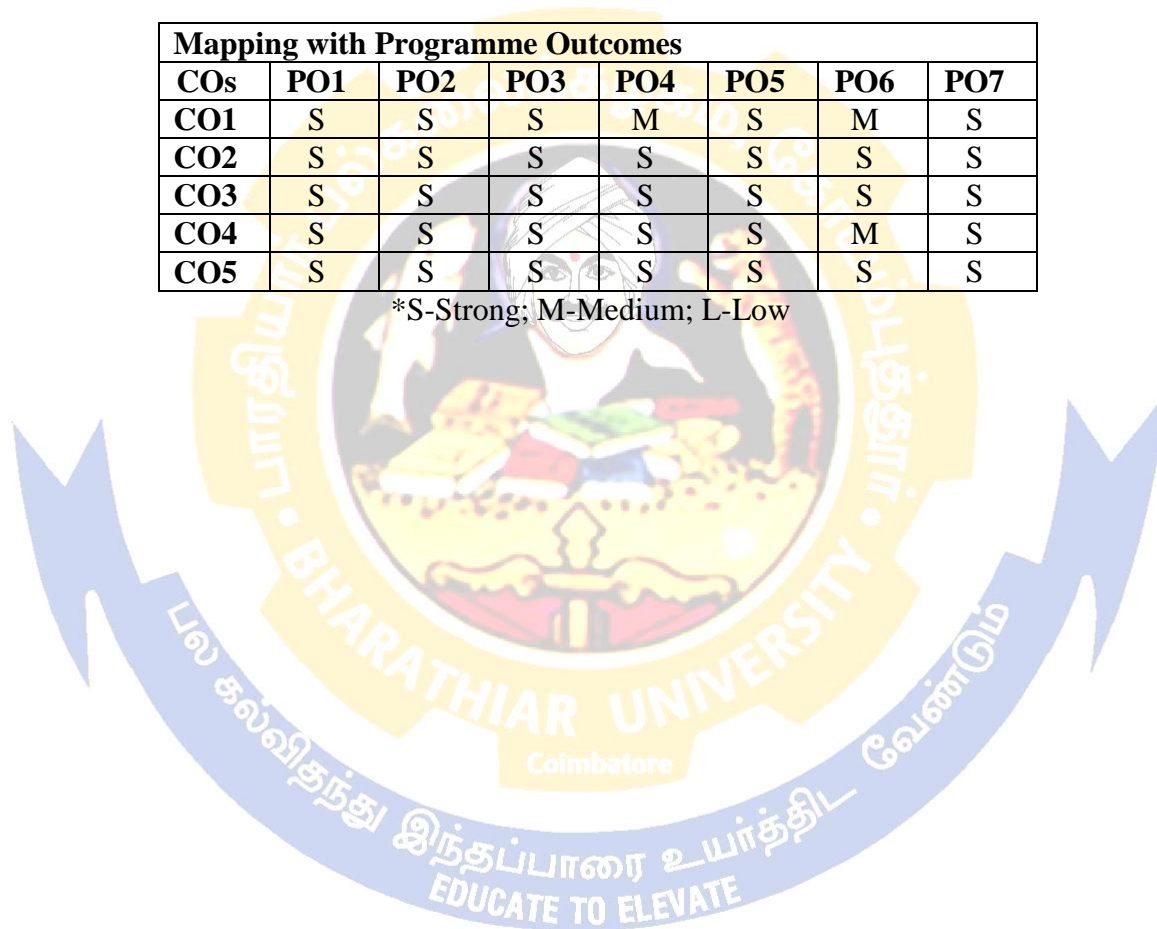 Mapping with Programme Outcomes
COs PO1 PO2 PO3 PO4 PO5 PO6 PO7
CO1 S S S M S M S
CO2 S S S S S S S
CO3 S S S S S S S
CO4 S S S S S M S
CO5 S S S S S S S
*S-Strong; M-Medium; L-Low
BHARATHIAR UNIVERSITY
Coimbatore
EDUCATE TO ELEVATE